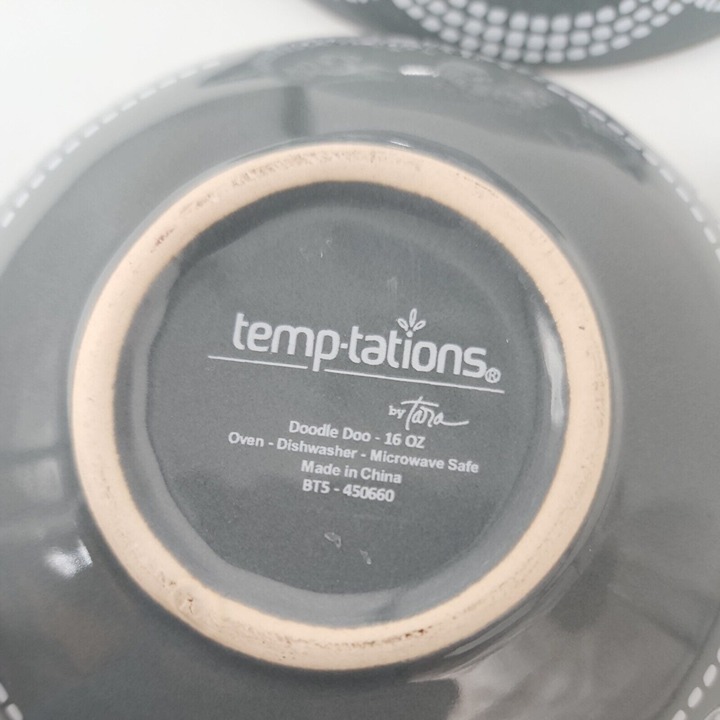 temp-tations®
by Tara
Doodle Doo - 16 OZ
Oven - Dishwasher - Microwave Safe
Made in China
BT5 - 450660